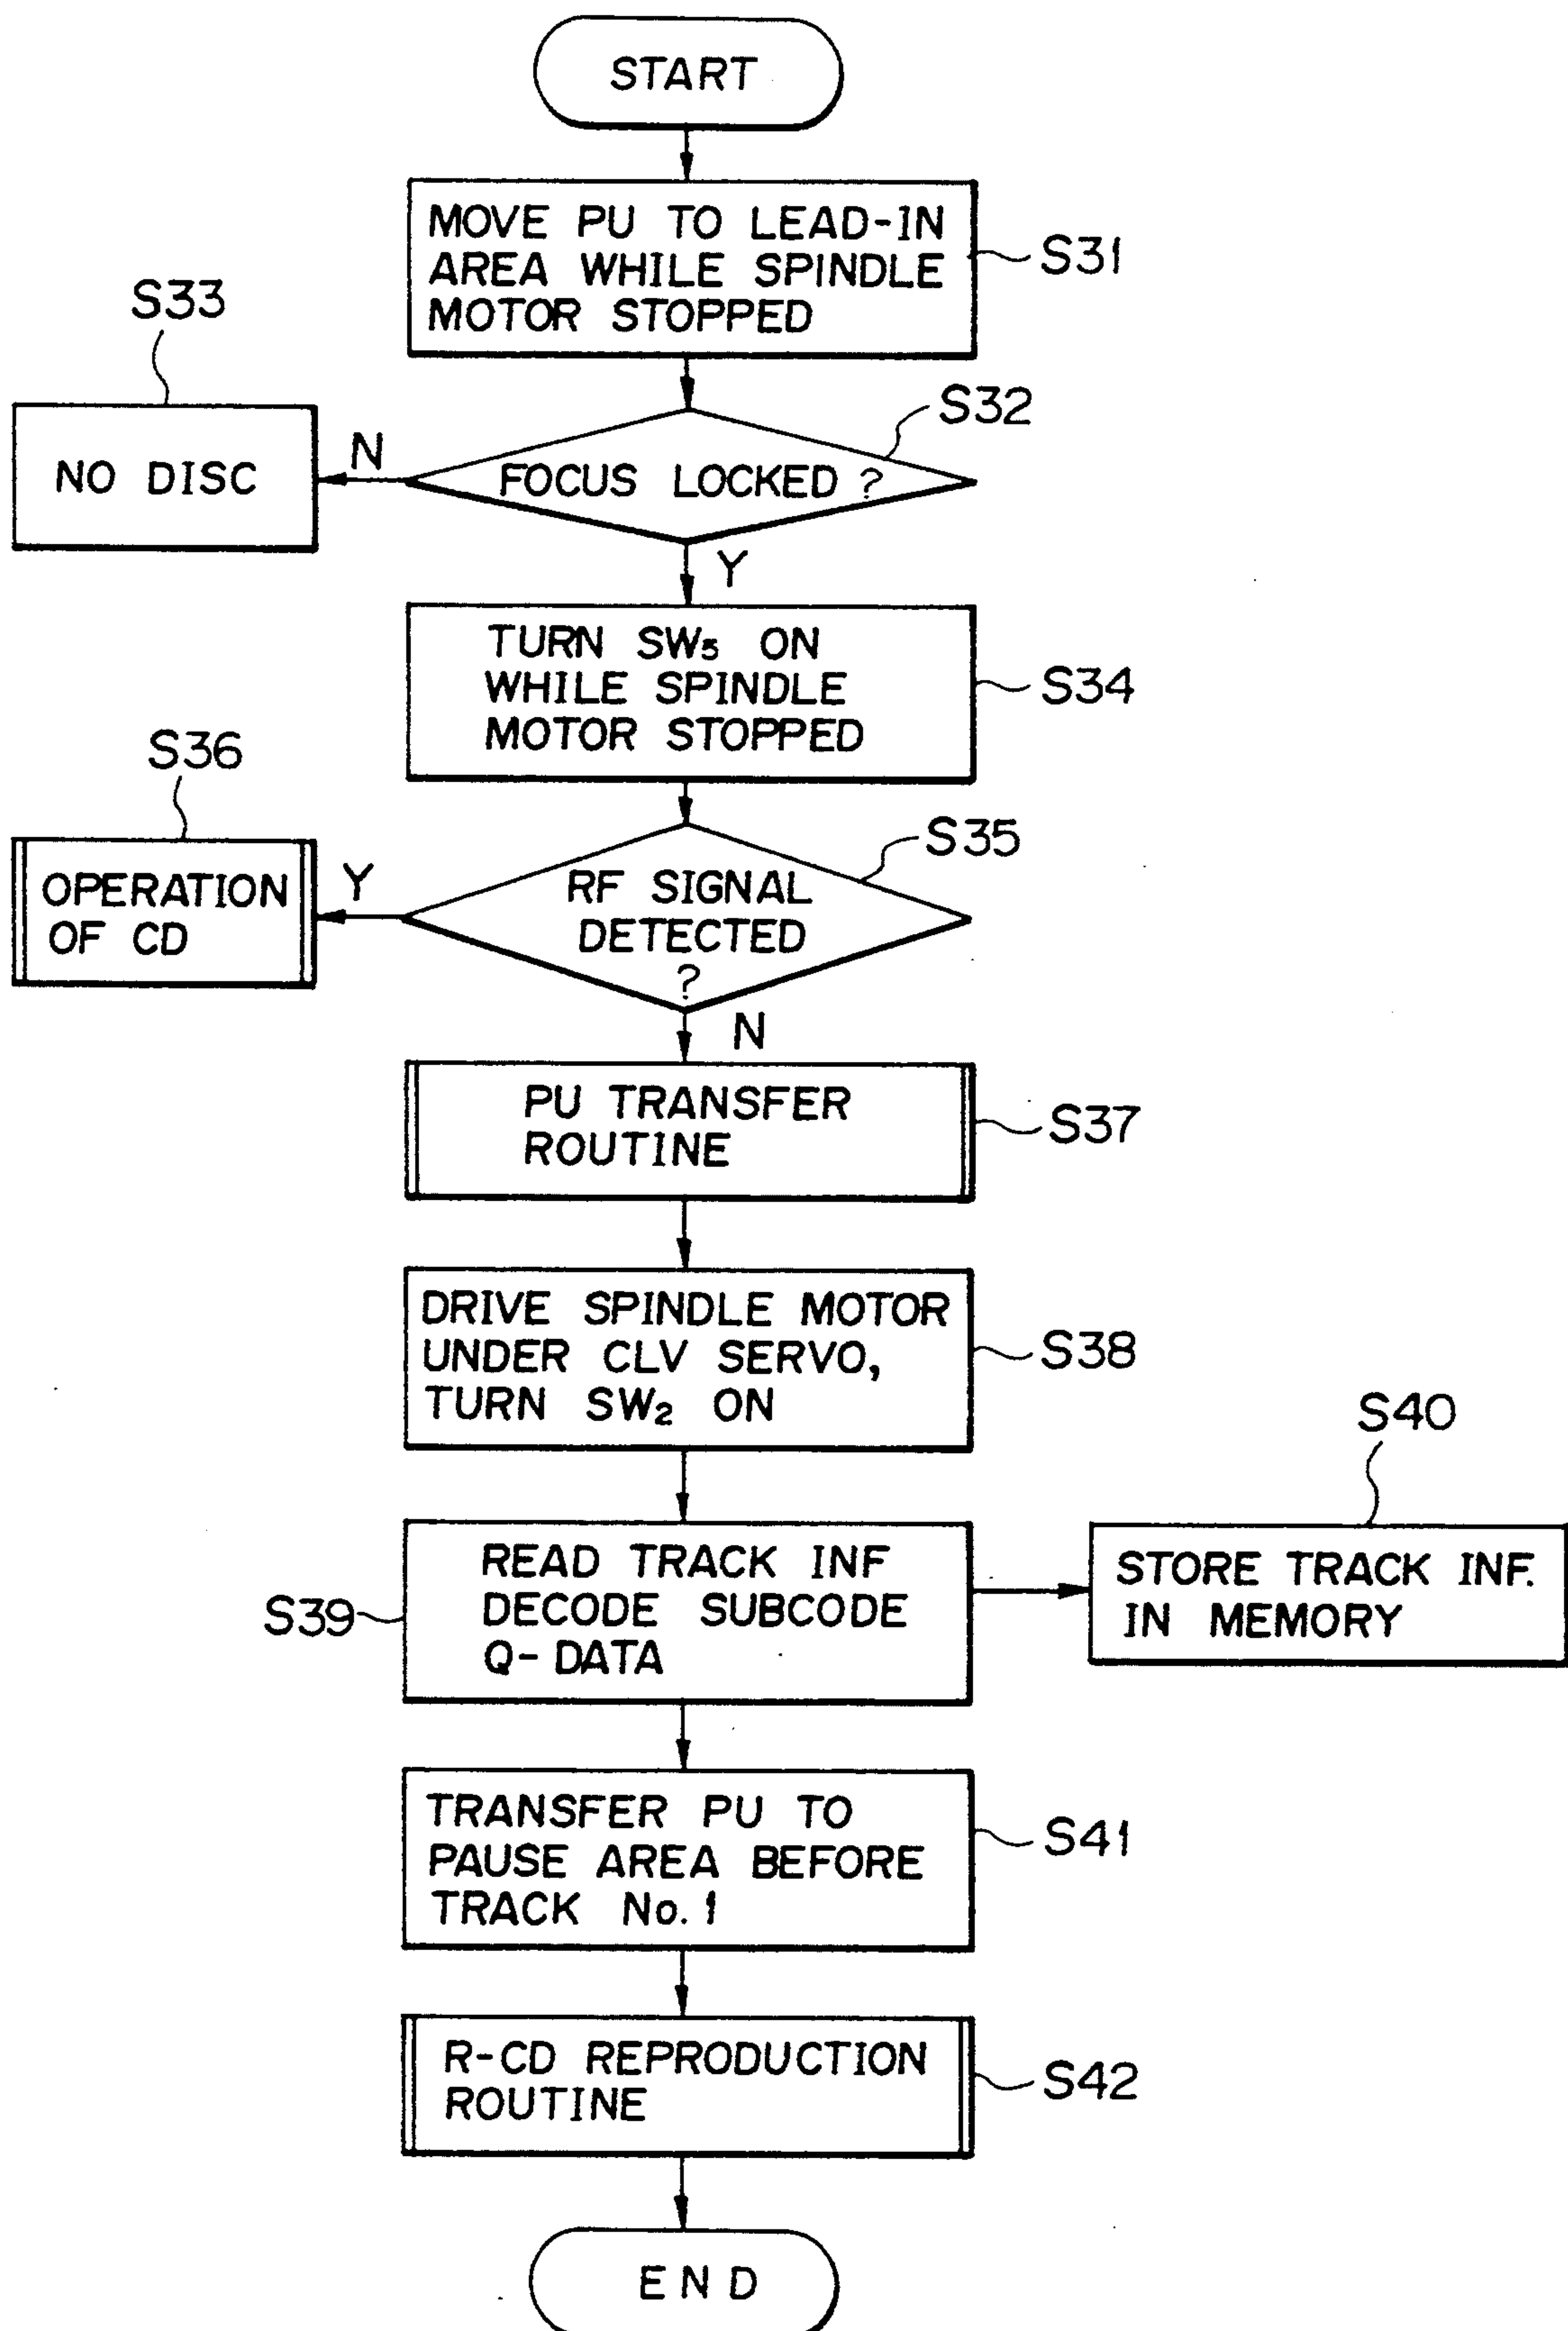 START
MOVE PU TO LEAD-IN
AREA WHILE SPINDLE
MOTOR STOPPED
S31
S33
NO DISC
N
S32
FOCUS LOCKED ?
Y
TURN SW₅ ON
WHILE SPINDLE
MOTOR STOPPED
S34
S36
OPERATION
OF CD
Y
S35
RF SIGNAL
DETECTED
?
N
PU TRANSFER
ROUTINE
S37
DRIVE SPINDLE MOTOR
UNDER CLV SERVO,
TURN SW₂ ON
S38
S39
READ TRACK INF
DECODE SUBCODE
Q-DATA
S40
STORE TRACK INF.
IN MEMORY
TRANSFER PU TO
PAUSE AREA BEFORE
TRACK No. 1
S41
R-CD REPRODUCTION
ROUTINE
S42
END